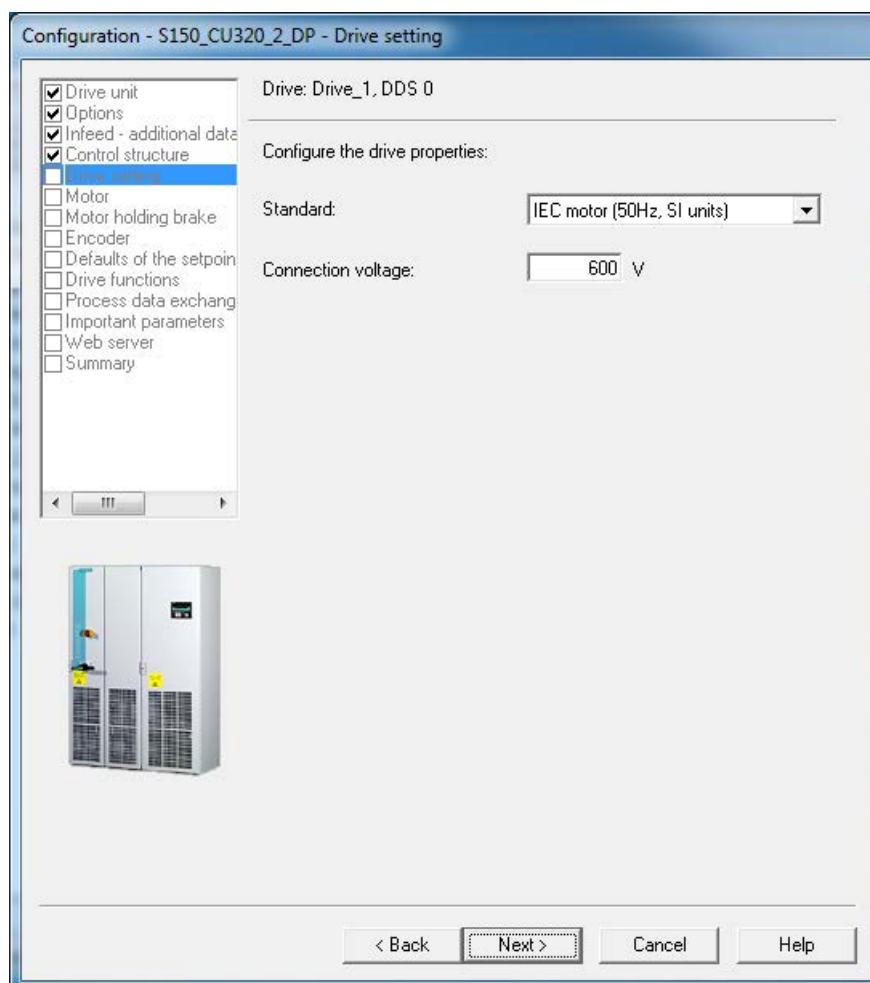 Configuration - S150_CU320_2_DP - Drive setting
Drive unit
Options
Infeed - additional data
Control structure
Drive setting
Motor
Motor holding brake
Encoder
Defaults of the setpoin
Drive functions
Process data exchang
Important parameters
Web server
Summary
Drive: Drive_1, DDS 0
Configure the drive properties:
Standard: IEC motor (50Hz, SI units)
Connection voltage: 600 V
< Back Next > Cancel Help